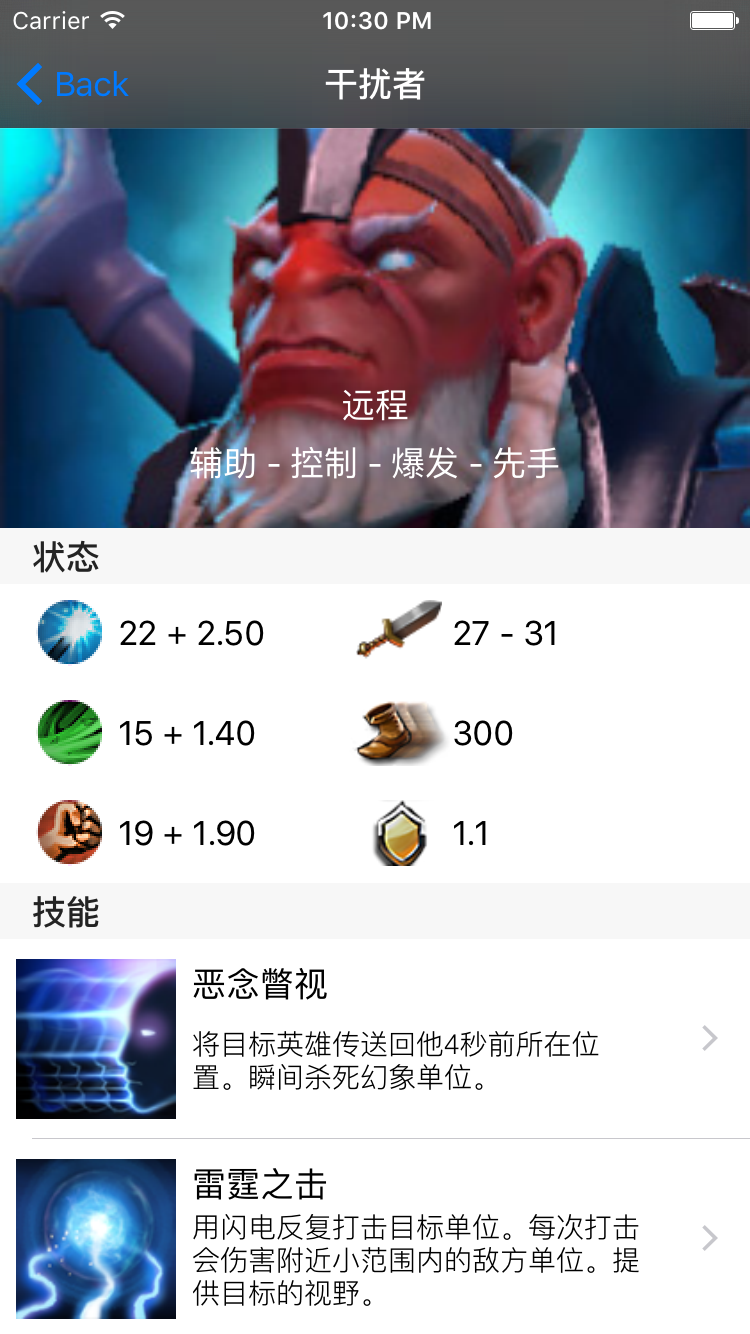 Carrier 10:30 PM
Back 干扰者
远程
辅助 - 控制 - 爆发 - 先手
状态
22 + 2.50 27 - 31
15 + 1.40 300
19 + 1.90 1.1
技能
恶念瞥视
将目标英雄传送回他4秒前所在位
置。瞬间杀死幻象单位。
雷霆之击
用闪电反复打击目标单位。每次打击
会伤害附近小范围内的敌方单位。提
供目标的视野。